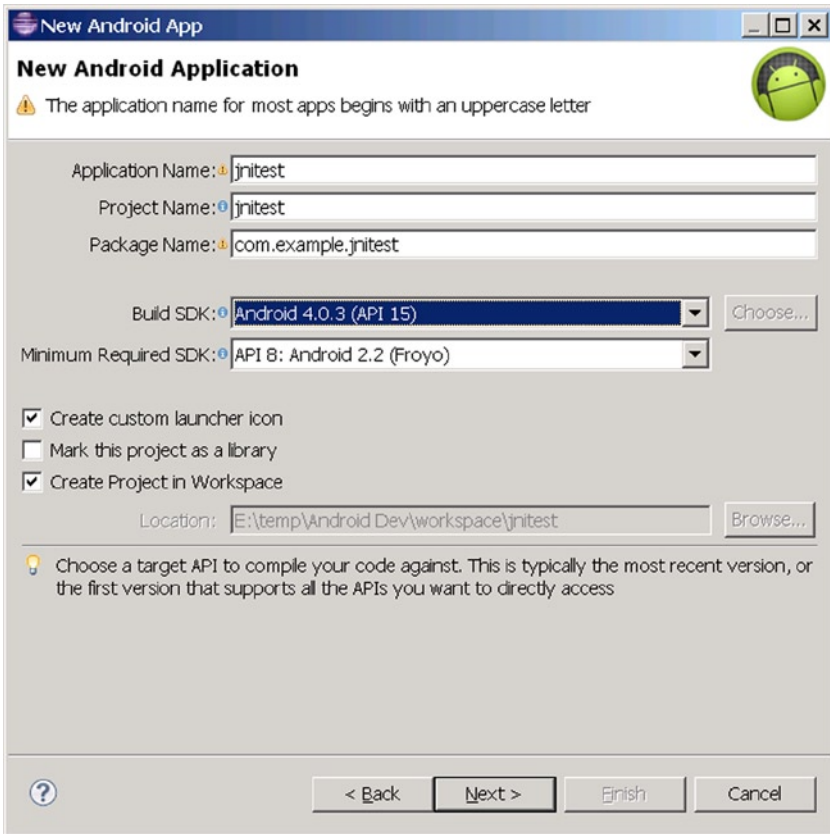 New Android App
New Android Application
The application name for most apps begins with an uppercase letter
Application Name: jnitest
Project Name: jnitest
Package Name: com.example.jnitest
Build SDK: Android 4.0.3 (API 15) Choose...
Minimum Required SDK: API 8: Android 2.2 (Froyo)
Create custom launcher icon
Mark this project as a library
Create Project in Workspace
Location: E:\temp\Android Dev\workspace\jnitest Browse...
Choose a target API to compile your code against. This is typically the most recent version, or
the first version that supports all the APIs you want to directly access
? < Back Next > Finish Cancel